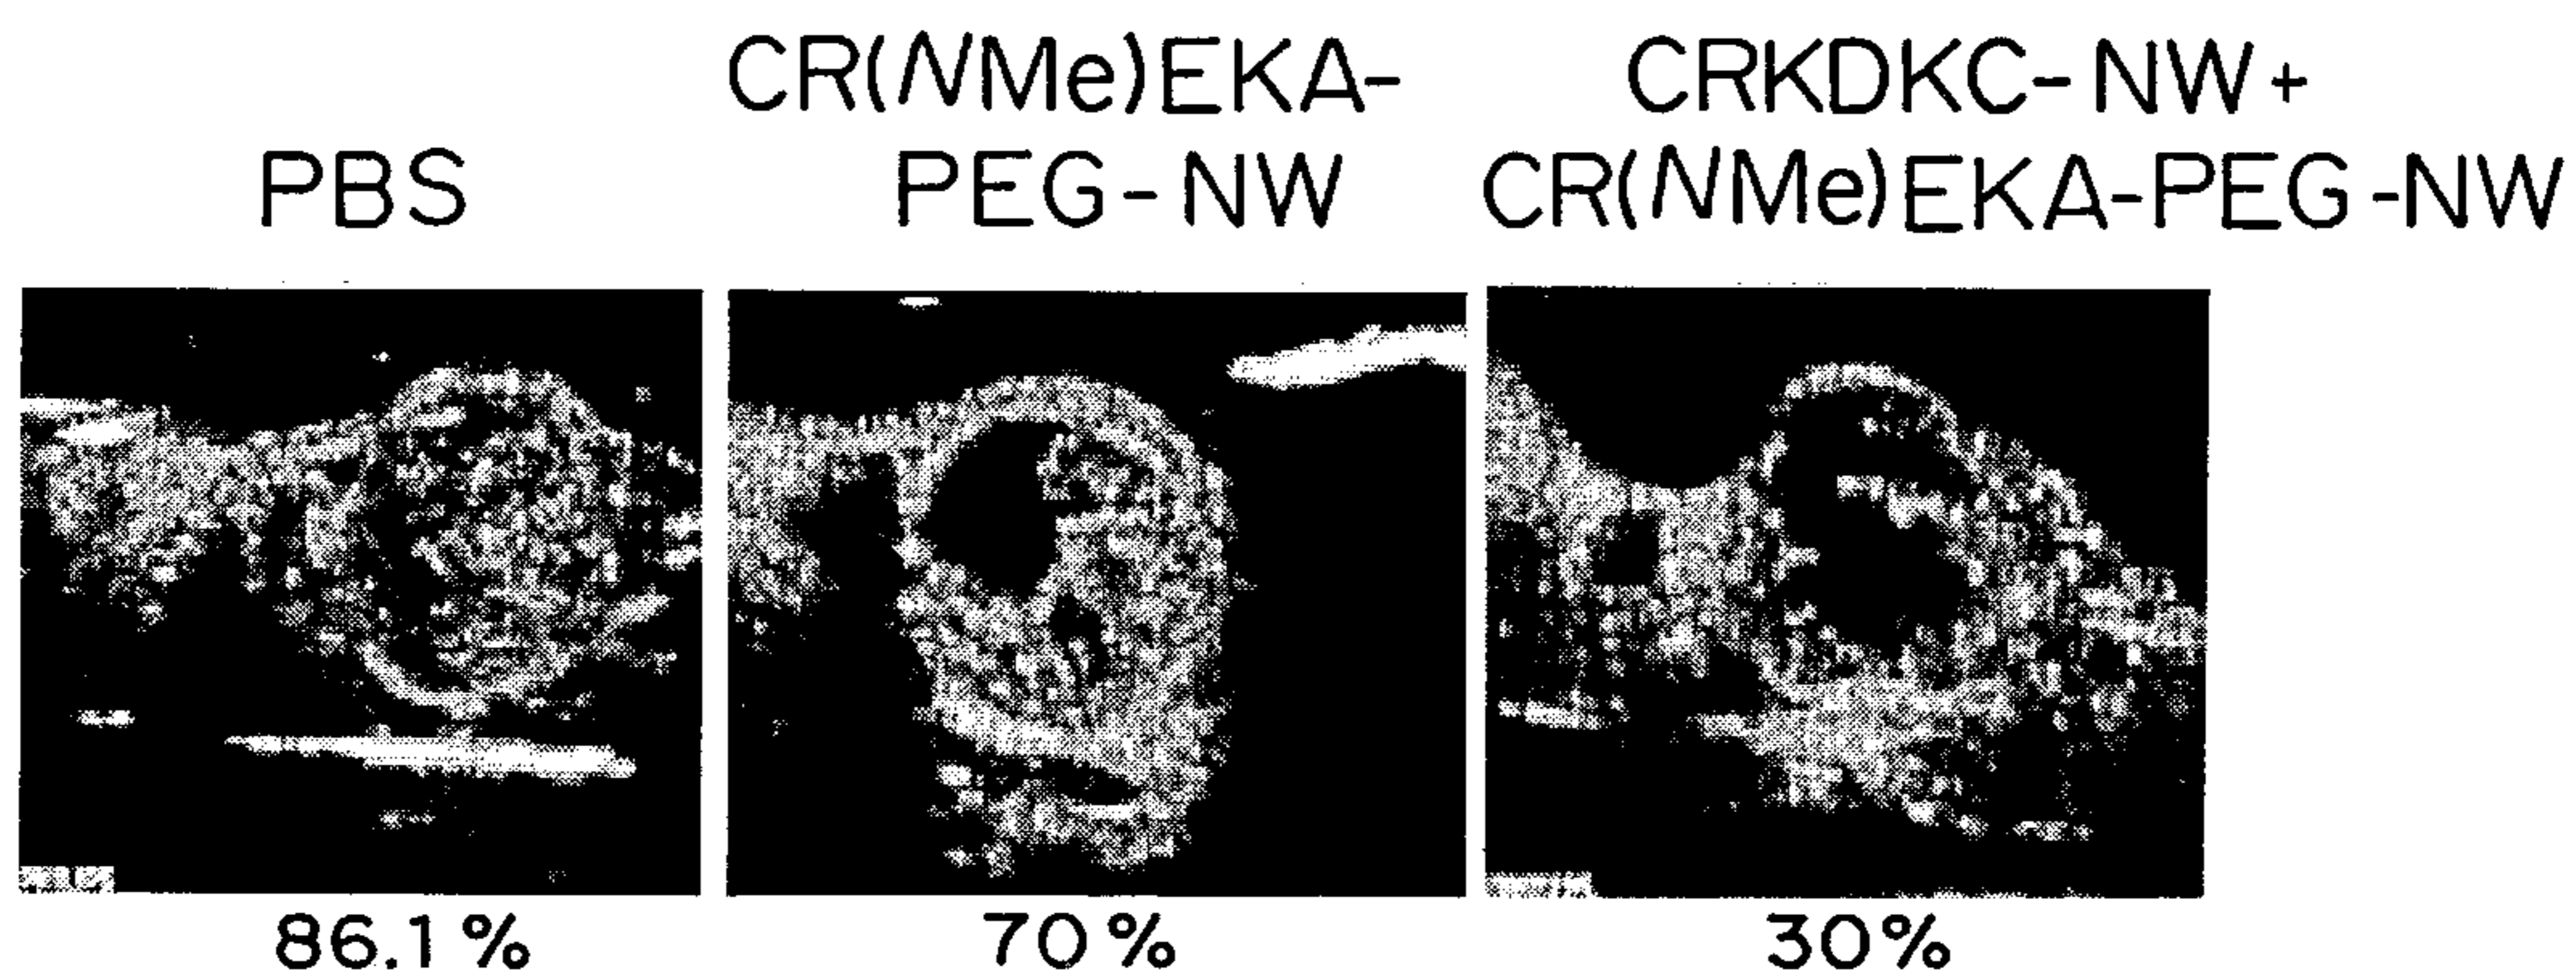 PBS
CR(NMe)EKA-
PEG-NW
CRKDKC-NW+
CR(NMe)EKA-PEG-NW
86.1%
70%
30%